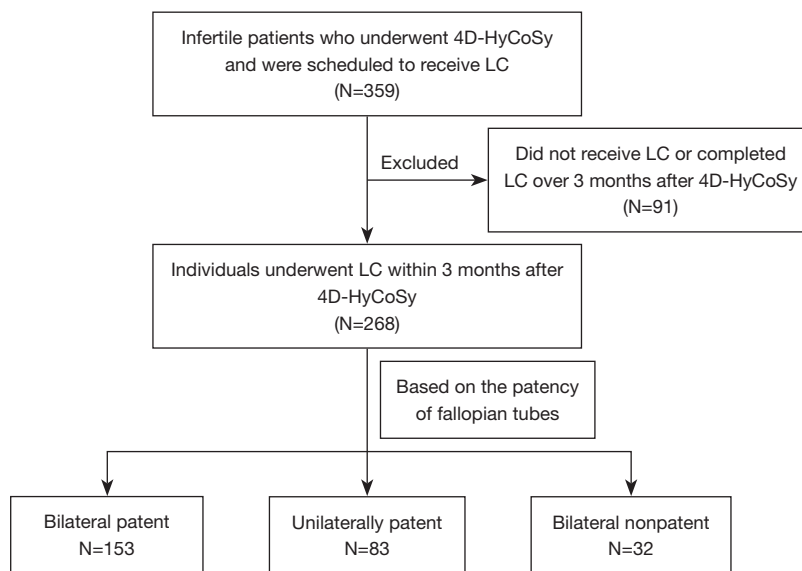 Infertile patients who underwent 4D-HyCoSy
and were scheduled to receive LC
(N=359)
Excluded
Did not receive LC or completed
LC over 3 months after 4D-HyCoSy
(N=91)
Individuals underwent LC within 3 months after
4D-HyCoSy
(N=268)
Based on the patency
of fallopian tubes
Bilateral patent
N=153
Unilaterally patent
N=83
Bilateral nonpatent
N=32